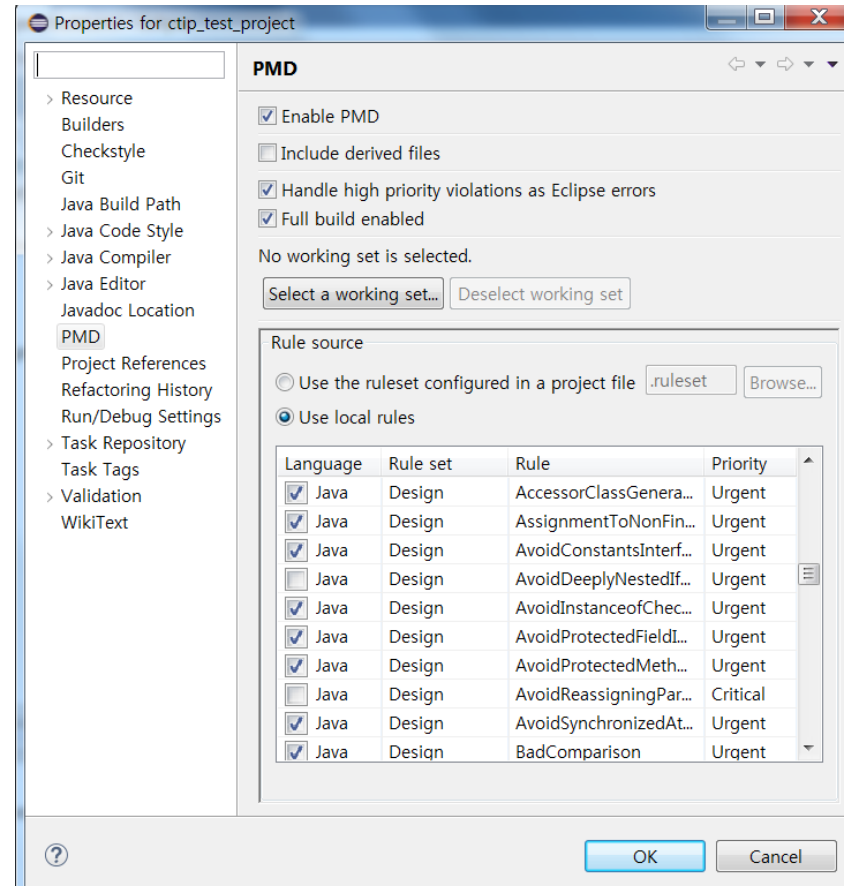 Properties for ctip_test_project
PMD
Resource
Builders
Checkstyle
Git
Java Build Path
Java Code Style
Java Compiler
Java Editor
Javadoc Location
PMD
Project References
Refactoring History
Run/Debug Settings
Task Repository
Task Tags
Validation
WikiText
Enable PMD
Include derived files
Handle high priority violations as Eclipse errors
Full build enabled
No working set is selected.
Select a working set... Deselect working set
Rule source
Use the ruleset configured in a project file .ruleset Browse...
Use local rules
Language Rule set Rule Priority
Java Design AccessorClassGenera... Urgent
Java Design AssignmentToNonFin... Urgent
Java Design AvoidConstantsInterf... Urgent
Java Design AvoidDeeplyNestedIf... Urgent
Java Design AvoidInstanceofChec... Urgent
Java Design AvoidProtectedFieldI... Urgent
Java Design AvoidProtectedMeth... Urgent
Java Design AvoidReassigningPar... Critical
Java Design AvoidSynchronizedAt... Urgent
Java Design BadComparison Urgent
OK Cancel